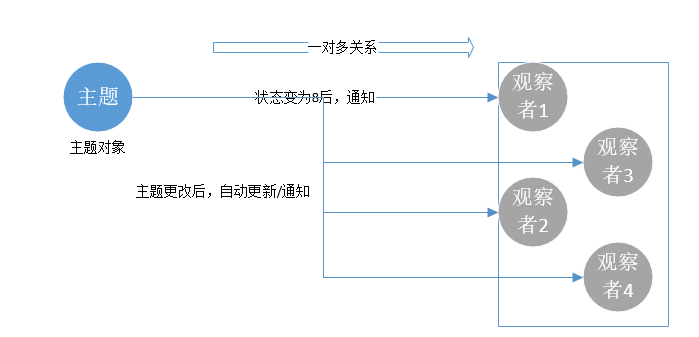 一对多关系
主题
状态变为8后，通知
观察
者1
主题对象
观察
者3
主题更改后，自动更新/通知
观察
者2
观察
者4